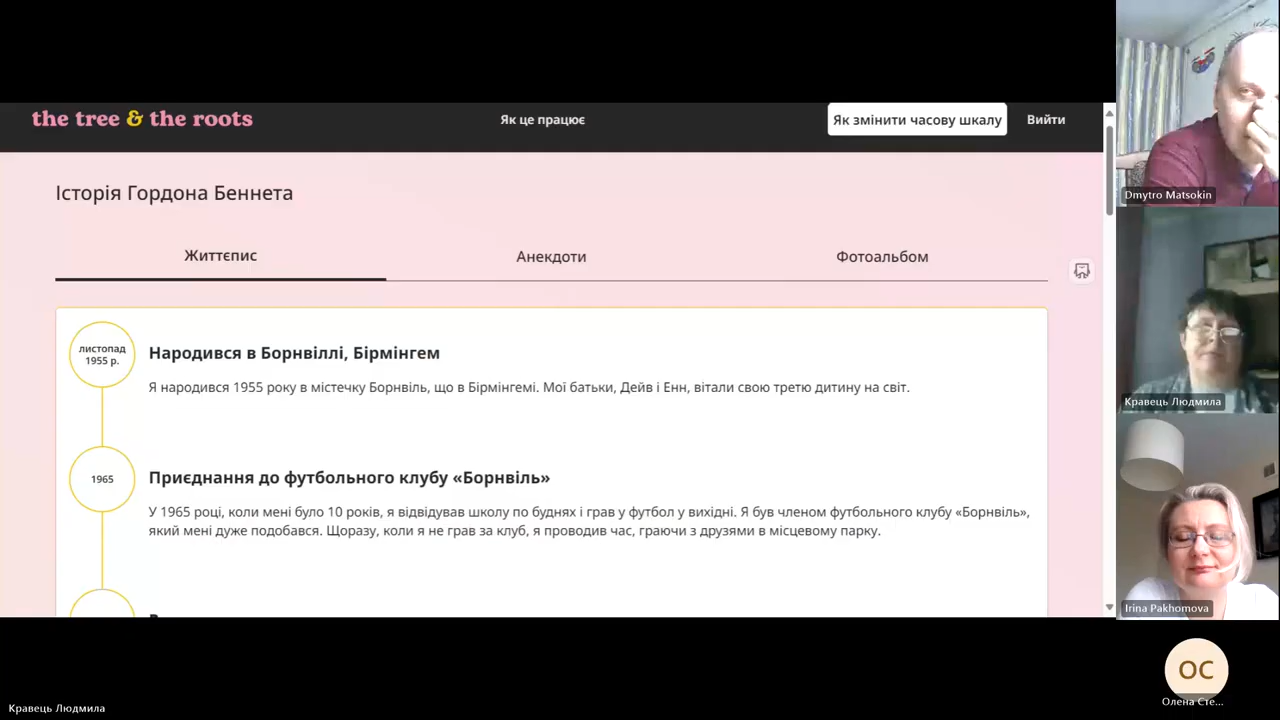 the tree & the roots
Як це працює
Як змінити часову шкалу
Вийти
Історія Гордона Беннета
Життєпис
Анекдоти
Фотоальбом
листопад
1955 р.
Народився в Борнвіллі, Бірмінгем
Я народився 1955 року в містечку Борнвіль, що в Бірмінгемі. Мої батьки, Дейв і Енн, вітали свою третю дитину на світ.
1965
Приєднання до футбольного клубу «Борнвіль»
У 1965 році, коли мені було 10 років, я відвідував школу по буднях і грав у футбол у вихідні. Я був членом футбольного клубу «Борнвіль»,
який мені дуже подобався. Щоразу, коли я не грав за клуб, я проводив час, граючи з друзями в місцевому парку.
Dmytro Matsokin
Кравець Людмила
Irina Pakhomova
ОС
Олена Сте...
Кравець Людмила